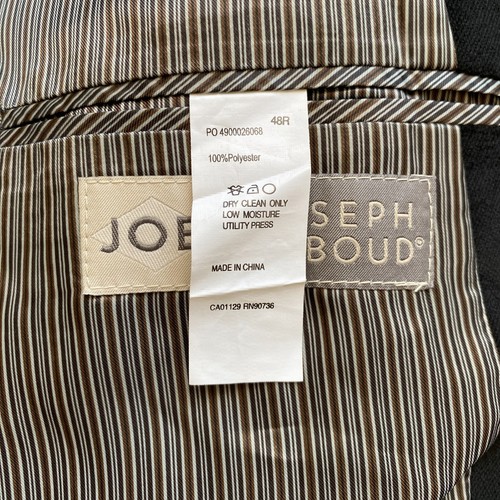 48R
PO 4900026068
100%Polyester
DRY CLEAN ONLY
LOW MOISTURE
UTILITY PRESS
MADE IN CHINA
CA01129 RN90736
JOE
SEPH
BOUD®